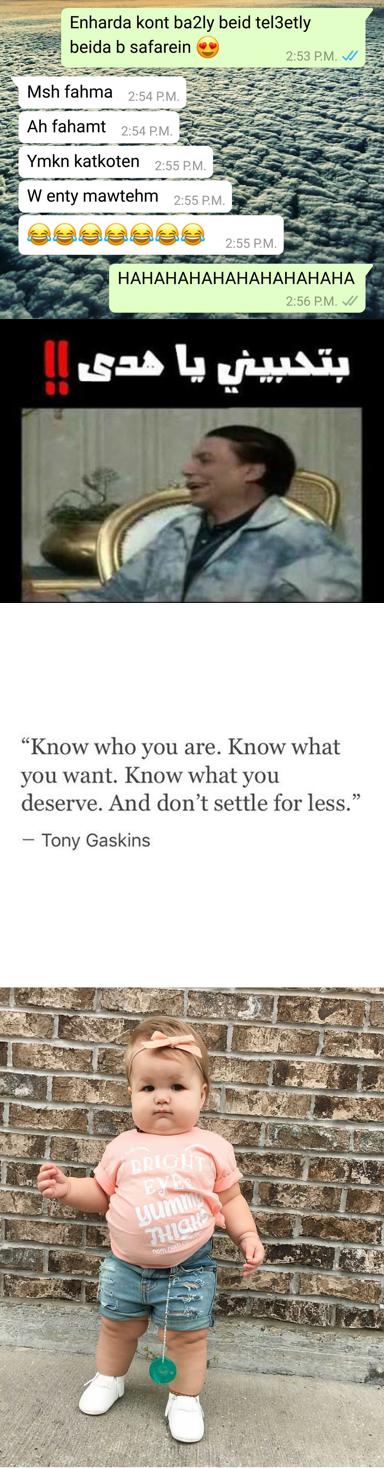 Enharda kont ba2ly beid tel3etly
beida b safarein 😍
2:53 P.M.
Msh fahma 2:54 P.M.
Ah fahamt 2:54 P.M.
Ymkn katkoten 2:55 P.M.
W enty mawtehm 2:55 P.M.
😂😂😂😂😂😂😂 2:55 P.M.
HAHAHAHAHAHAHAHAHAHA
2:56 P.M.
بتحبيني يا هدى !!
“Know who you are. Know what
you want. Know what you
deserve. And don’t settle for less.”
— Tony Gaskins
BRIGHT
EYES
YUMMY
THIGHS